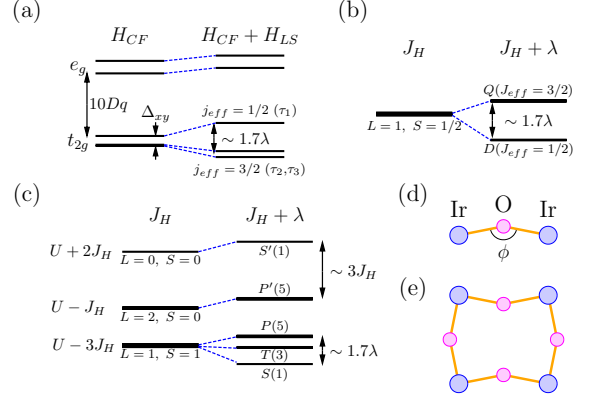 (a)
H_CF   H_CF + H_LS
e_g
10Dq
Δ_xy
t_2g
j_eff = 1/2 (τ_1)
~ 1.7λ
j_eff = 3/2 (τ_2,τ_3)
(b)
J_H   J_H + λ
Q(J_eff = 3/2)
L = 1, S = 1/2
~ 1.7λ
D(J_eff = 1/2)
(c)
J_H   J_H + λ
U + 2J_H
L=0, S=0
S′(1)
~ 3J_H
U − J_H
L=2, S=0
P′(5)
U − 3J_H
L=1, S=1
P(5)
T(3)
S(1)
~ 1.7λ
(d)
Ir   O   Ir
ϕ
(e)